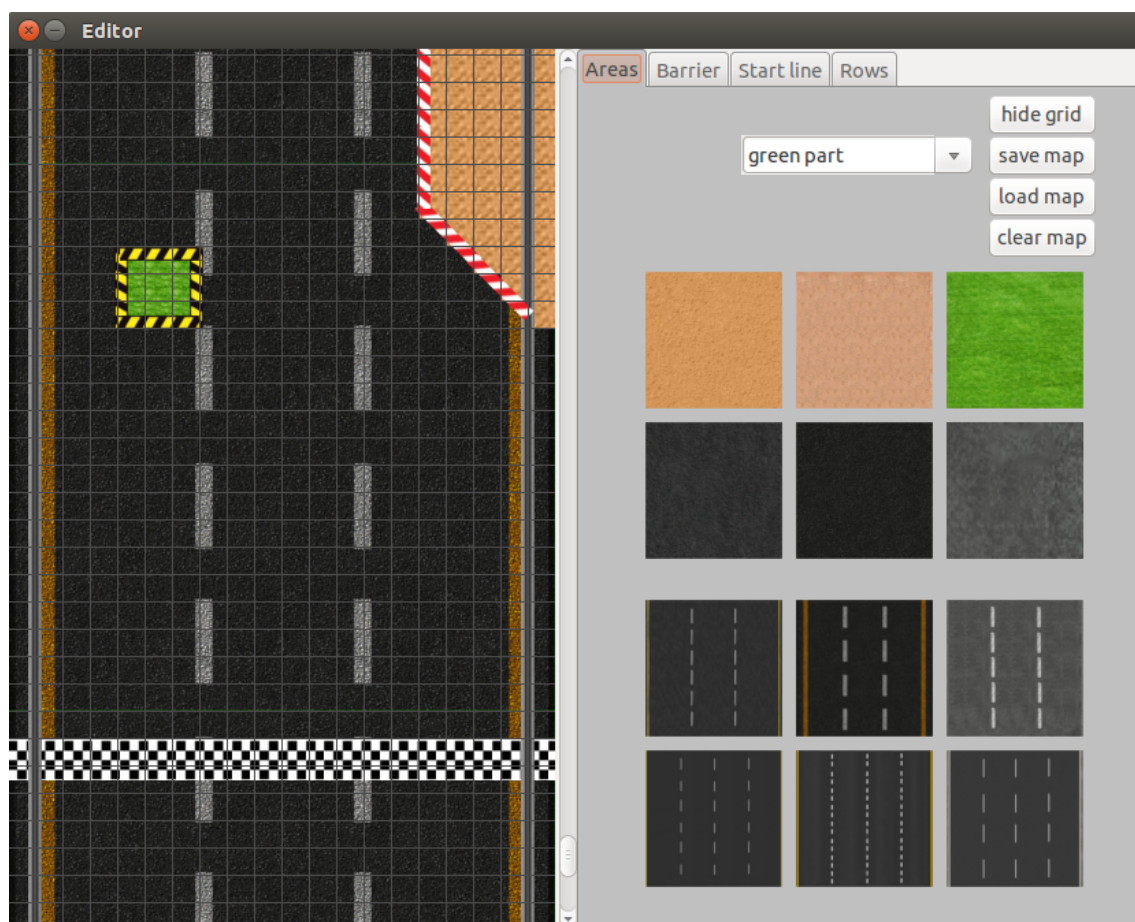 Editor
Areas
Barrier
Start line
Rows
hide grid
green part
save map
load map
clear map